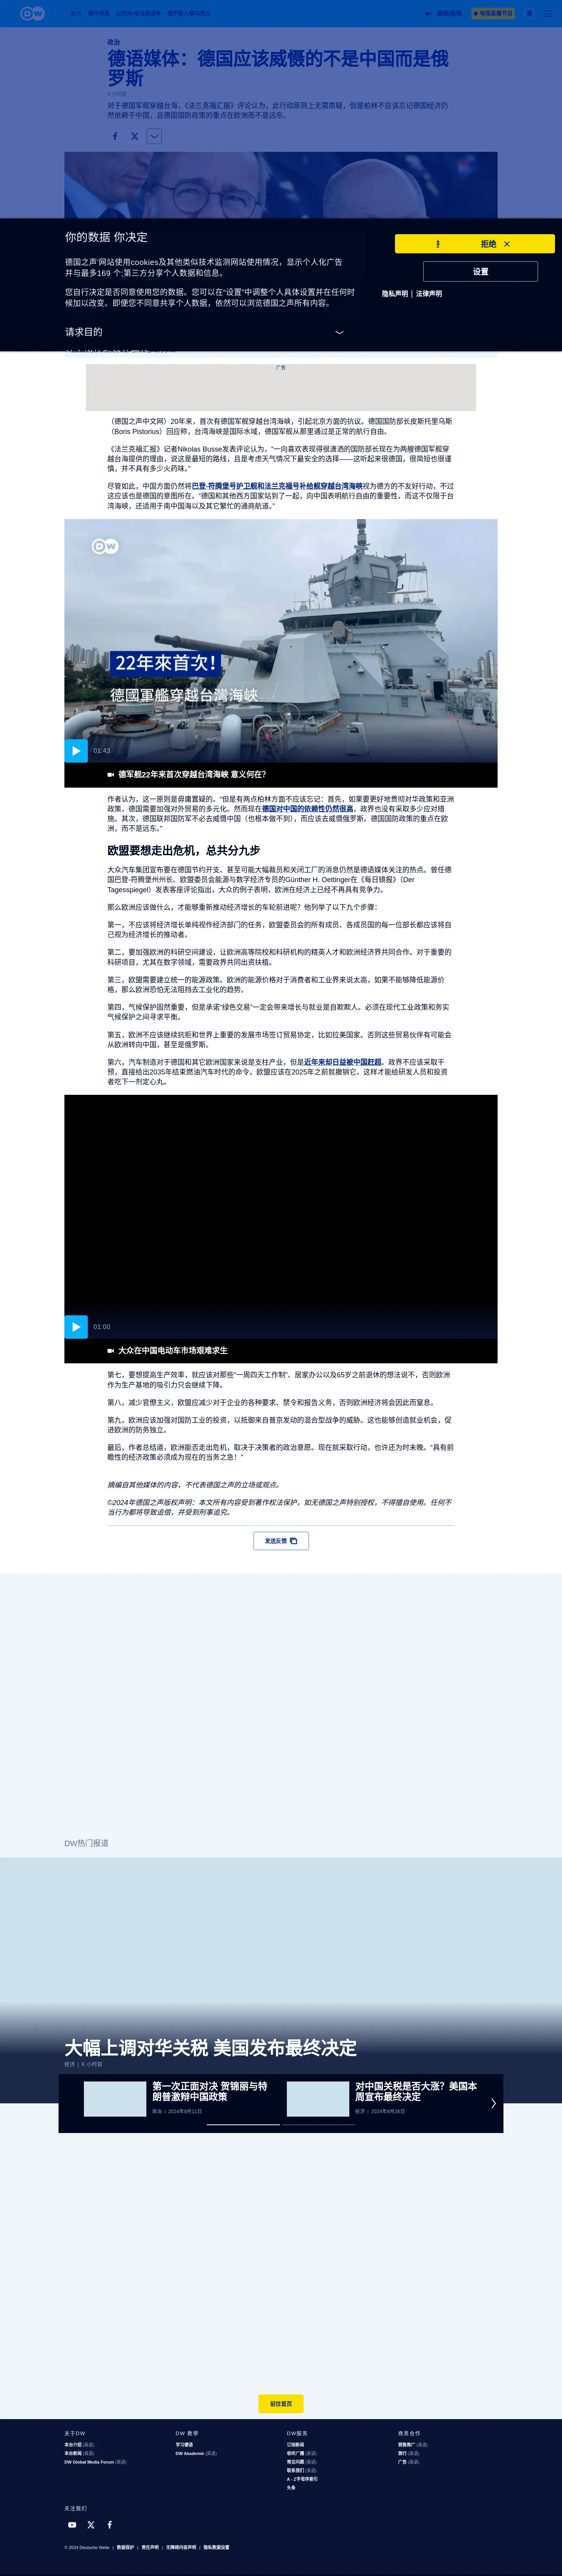 DW
焦点 德中关系 以色列-哈马斯战争 俄罗斯入侵乌克兰
最新视频
电视直播节目
政治
德语媒体：德国应该威慑的不是中国而是俄罗斯
对于德国军舰穿越台海，《法兰克福汇报》评论认为，此行动原则上无需质疑，但是柏林不应该忘记德国经济仍
然依赖于中国，且德国国防政策的重点在欧洲而不是远东。
你的数据 你决定
德国之声‘网站使用cookies及其他类似技术监测网站使用情况，显示个人化广告
并与最多169 个;第三方分享个人数据和信息。
您自行决定是否同意使用您的数据。您可以在“设置”中调整个人具体设置并在任何时
候加以改变。即便您不同意共享个人数据，依然可以浏览德国之声所有内容。
请求目的
拒绝
设置
隐私声明 | 法律声明
广告
（德国之声中文网）20年来，首次有德国军舰穿越台湾海峡，引起北京方面的抗议。德国国防部长皮斯托里乌斯
（Boris Pistorius）回应称，台湾海峡是国际水域，德国军舰从那里通过是正常的航行自由。
《法兰克福汇报》记者Nikolas Busse发表评论认为，“一向喜欢表现得很潇洒的国防部长现在为两艘德国军舰穿
越台海提供的理由，说这是最短的路线，且是考虑天气情况下最安全的选择——这听起来很德国，很简短也很谨
慎，并不具有多少火药味。”
尽管如此，中国方面仍然将巴登-符腾堡号护卫舰和法兰克福号补给舰穿越台湾海峡视为德方的不友好行动，不过
这应该也是德国的意图所在。“德国和其他西方国家站到了一起，向中国表明航行自由的重要性，而这不仅限于台
湾海峡，还适用于南中国海以及其它繁忙的通商航道。”
DW
22年來首次!
德國軍艦穿越台灣海峽
01:43
德军舰22年来首次穿越台湾海峡 意义何在?
作者认为，这一原则是毋庸置疑的。“但是有两点柏林方面不应该忘记：首先，如果要更好地贯彻对华政策和亚洲
政策，德国需要加强对外贸易的多元化。然而现在德国对中国的依赖性仍然很高，政界也没有采取多少应对措
施。其次，德国联邦国防军不必去威慑中国（也根本做不到），而应该去威慑俄罗斯。德国国防政策的重点在欧
洲，而不是远东。”
欧盟要想走出危机，总共分九步
大众汽车集团宣布要在德国节约开支、甚至可能大幅裁员和关闭工厂的消息仍然是德语媒体关注的热点。曾任德
国巴登-符腾堡州州长、欧盟委员会能源与数字经济专员的Günther H. Oettinger在《每日镜报》（Der
Tagesspiegel）发表客座评论指出，大众的例子表明，欧洲在经济上已经不再具有竞争力。
那么欧洲应该做什么，才能够重新推动经济增长的车轮前进呢？他列举了以下九个步骤：
第一，不应该将经济增长单纯视作经济部门的任务，欧盟委员会的所有成员、各成员国的每一位部长都应该将自
己视为经济增长的推动者。
第二，要加强欧洲的科研空间建设，让欧洲高等院校和科研机构的精英人才和欧洲经济界共同合作。对于重要的
科研项目，尤其在数字领域，需要政界共同出资扶植。
第三，欧盟需要建立统一的能源政策。欧洲的能源价格对于消费者和工业界来说太高，如果不能够降低能源价
格，那么欧洲恐怕无法阻挡去工业化的趋势。
第四，气候保护固然重要，但是承诺“绿色交易”一定会带来增长与就业是自欺欺人。必须在现代工业政策和务实
气候保护之间寻求平衡。
第五，欧洲不应该继续抗拒和世界上重要的发展市场签订贸易协定，比如拉美国家。否则这些贸易伙伴有可能会
从欧洲转向中国，甚至是俄罗斯。
第六，汽车制造对于德国和其它欧洲国家来说是支柱产业，但是近年来却日益被中国赶超。政界不应该采取干
预，直接给出2035年结束燃油汽车时代的命令。欧盟应该在2025年之前就撤销它，这样才能给研发人员和投资
者吃下一剂定心丸。
01:00
大众在中国电动车市场艰难求生
第七，要想提高生产效率，就应该对那些“一周四天工作制”、居家办公以及65岁之前退休的想法说不，否则欧洲
作为生产基地的吸引力只会继续下降。
第八，减少官僚主义，欧盟应减少对于企业的各种要求、禁令和报告义务，否则欧洲经济将会因此而窒息。
第九，欧洲应该加强对国防工业的投资，以抵御来自普京发动的混合型战争的威胁。这也能够创造就业机会，促
进欧洲的防务独立。
最后，作者总结道，欧洲能否走出危机，取决于决策者的政治意愿。现在就采取行动，也许还为时未晚。“具有前
瞻性的经济政策必须成为现在的当务之急！”
摘编自其他媒体的内容，不代表德国之声的立场或观点。
©2024年德国之声版权声明：本文所有内容受到著作权法保护，如无德国之声特别授权，不得擅自使用。任何不
当行为都将导致追偿，并受到刑事追究。
发送反馈
DW热门报道
大幅上调对华关税 美国发布最终决定
经济 | 6 小时前
第一次正面对决 贺锦丽与特
朗普激辩中国政策
政治 | 2024年9月11日
对中国关税是否大涨？美国本
周宣布最终决定
经济 | 2024年8月26日
前往首页
关于DW
本台介绍 (英语)
本台新闻 (英语)
DW Global Media Forum (英语)
DW 教學
学习德语
DW Akademie (英语)
DW服务
订阅新闻
收听广播 (英语)
常见问题 (英语)
联系我们 (英语)
A - Z字母序索引
头条
商务合作
销售推广 (英语)
旅行 (英语)
广告 (英语)
关注我们
© 2024 Deutsche Welle | 数据保护 | 责任声明 | 无障碍内容声明 | 隐私数据设置